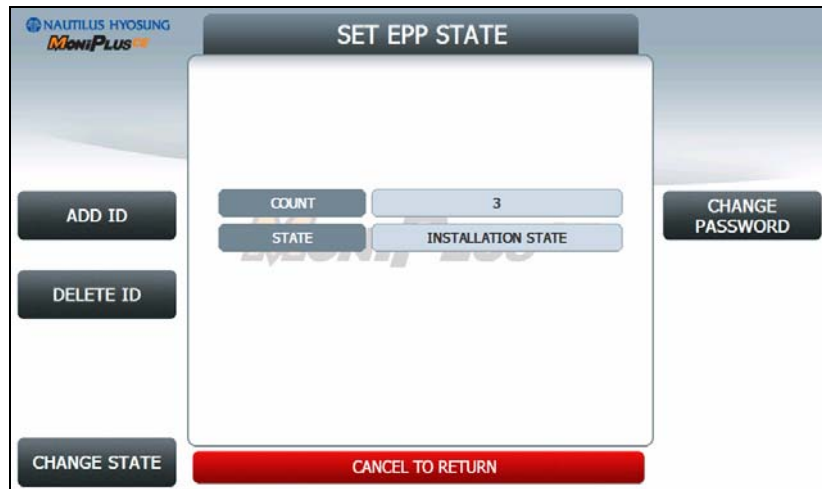 NAUTILUS HYOSUNG
MONIPLUS CE
SET EPP STATE
ADD ID
COUNT
3
CHANGE
PASSWORD
STATE
INSTALLATION STATE
DELETE ID
CHANGE STATE
CANCEL TO RETURN